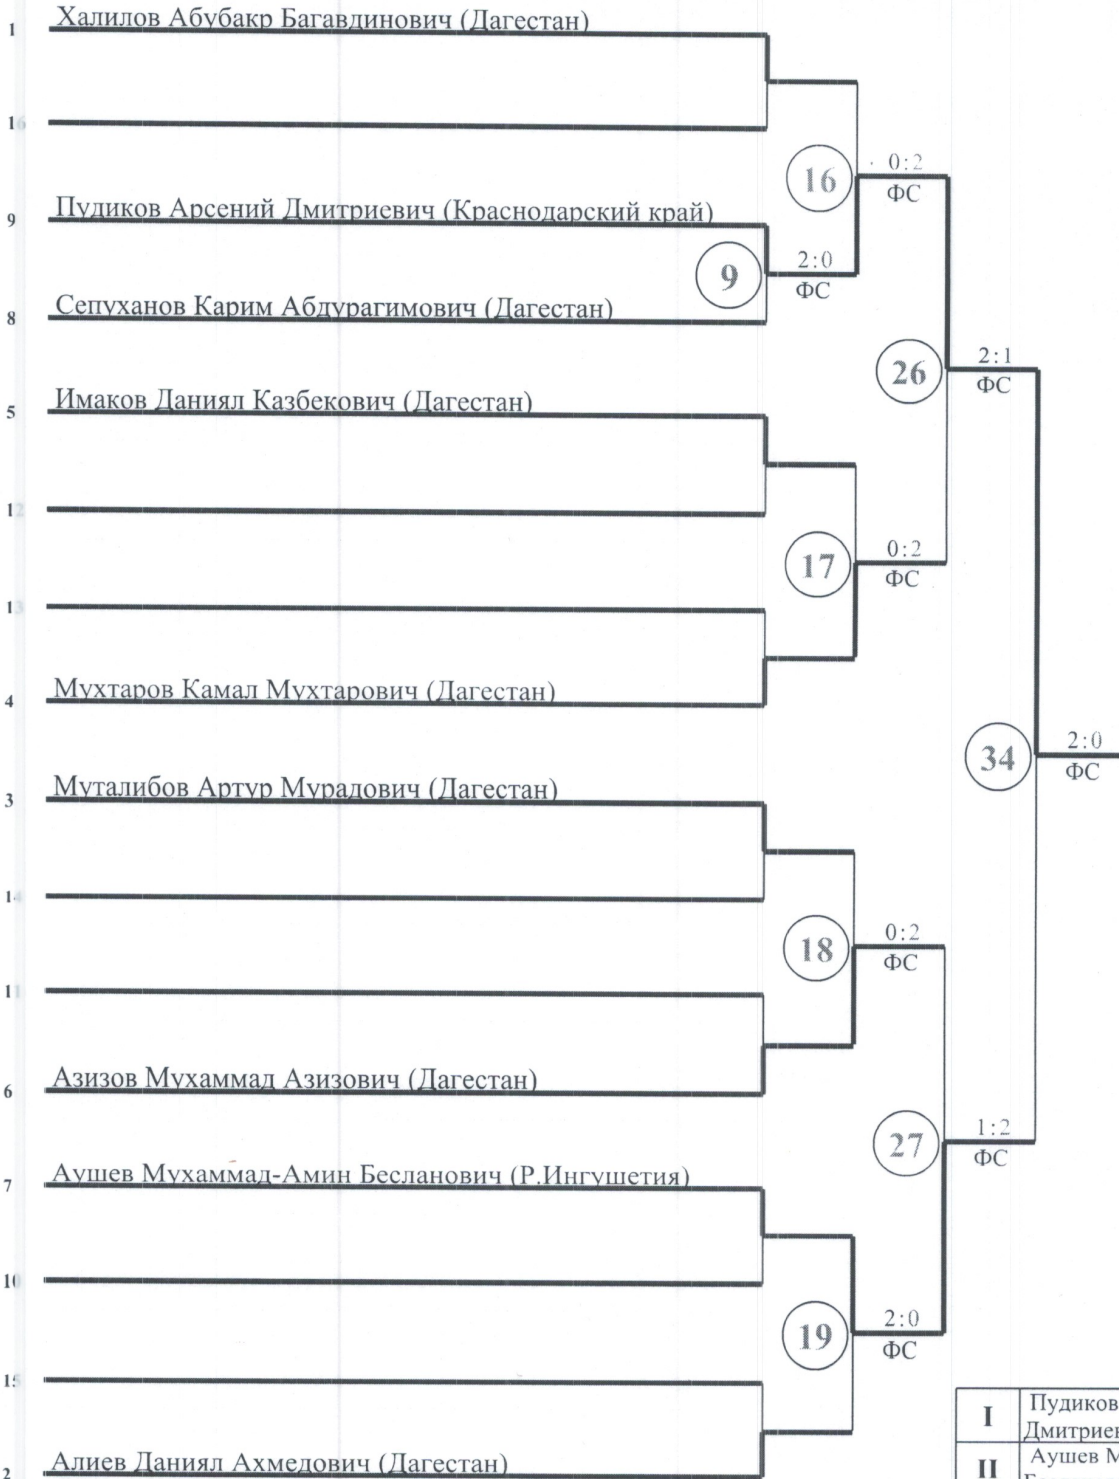 1 Халилов Абубакр Багавдинович (Дагестан)
16
16 0:2
ФС
9 Пудиков Арсений Дмитриевич (Краснодарский край)
9 2:0
ФС
8 Сепуханов Карим Абдурагимович (Дагестан)
26 2:1
ФС
5 Имаков Даниял Казбекович (Дагестан)
12
17 0:2
ФС
13
4 Мухтаров Камал Мухтарович (Дагестан)
34 2:0
ФС
3 Муталибов Артур Мурадович (Дагестан)
14
18 0:2
ФС
11
6 Азизов Мухаммад Азизович (Дагестан)
27 1:2
ФС
7 Аушев Мухаммад-Амин Бесланович (Р.Ингушетия)
10
19 2:0
ФС
15
2 Алиев Даниял Ахмедович (Дагестан)
I Пудиков
Дмитриев
II Аушев М